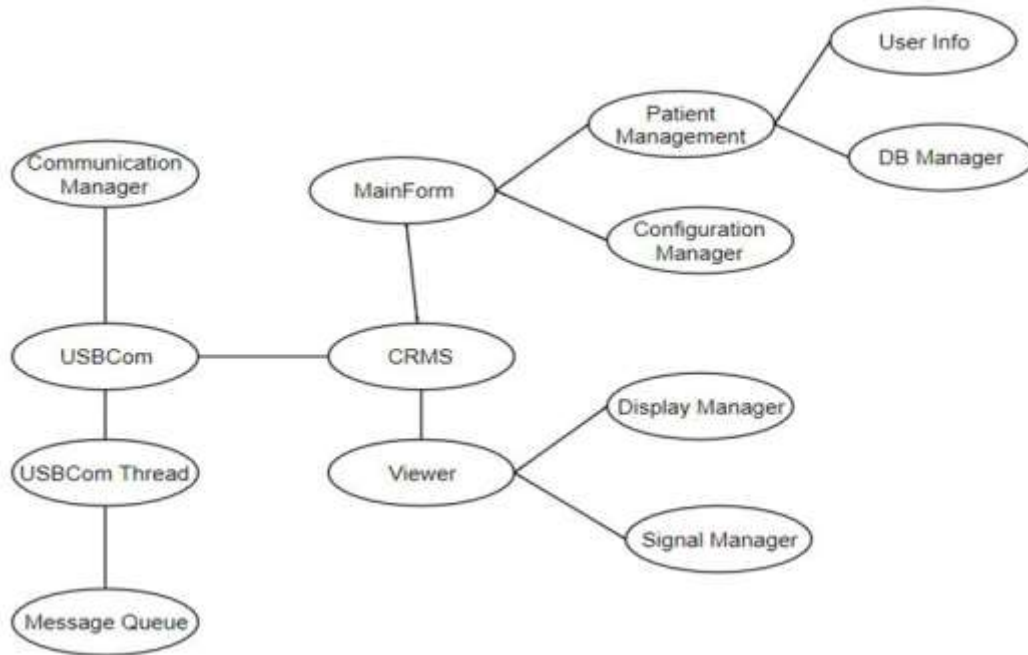 User Info
Patient
Management
DB Manager
Communication
Manager
MainForm
Configuration
Manager
USBCom
CRMS
Display Manager
USBCom Thread
Viewer
Signal Manager
Message Queue